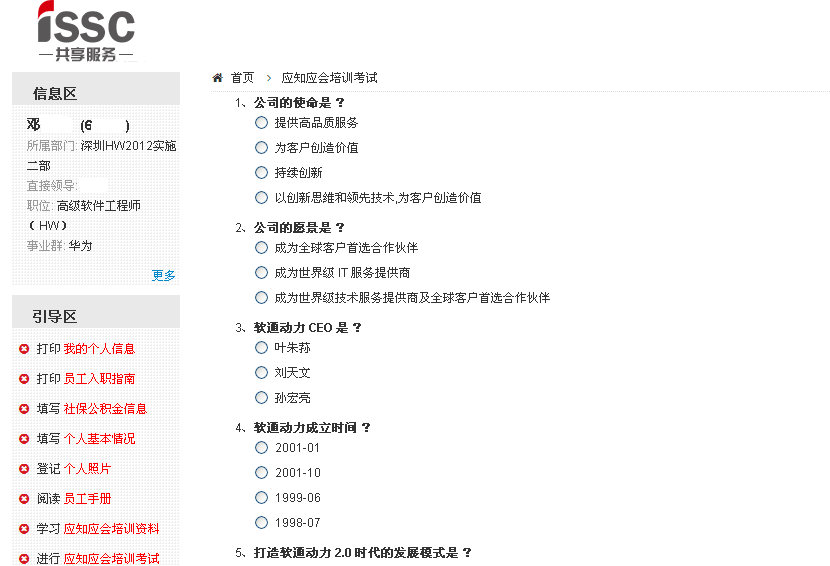 issc
共享服务
信息区
邓 (6 )
所属部门: 深圳HW2012实施
二部
直接领导:
职位: 高级软件工程师
（HW）
事业群: 华为
更多
引导区
打印 我的个人信息
打印 员工入职指南
填写 社保公积金信息
填写 个人基本情况
登记 个人照片
阅读 员工手册
学习 应知应会培训资料
进行 应知应会培训考试
首页 > 应知应会培训考试
1、公司的使命是 ？
提供高品质服务
为客户创造价值
持续创新
以创新思维和领先技术,为客户创造价值
2、公司的愿景是 ？
成为全球客户首选合作伙伴
成为世界级 IT 服务提供商
成为世界级技术服务提供商及全球客户首选合作伙伴
3、软通动力 CEO 是 ？
叶朱荪
刘天文
孙宏亮
4、软通动力成立时间 ？
2001-01
2001-10
1999-06
1998-07
5、打造软通动力 2.0 时代的发展模式是 ？